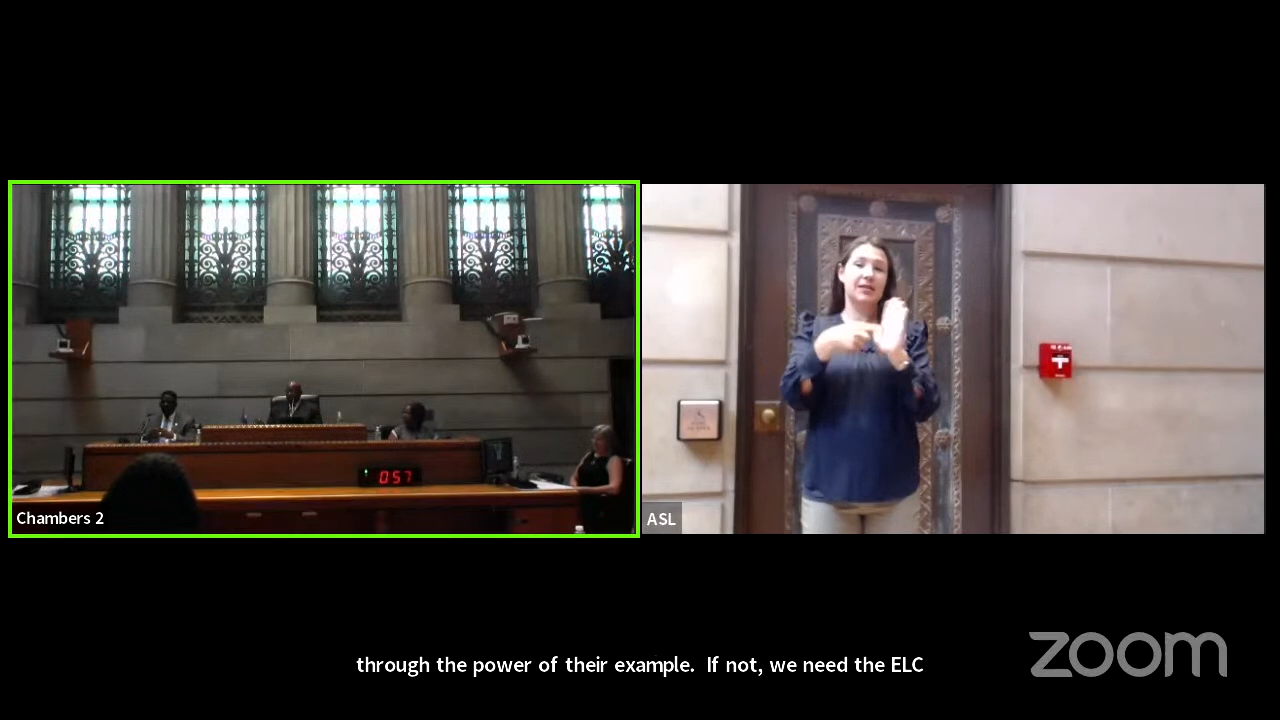 057
Chambers 2
ASL
through the power of their example. If not, we need the ELC
zoom